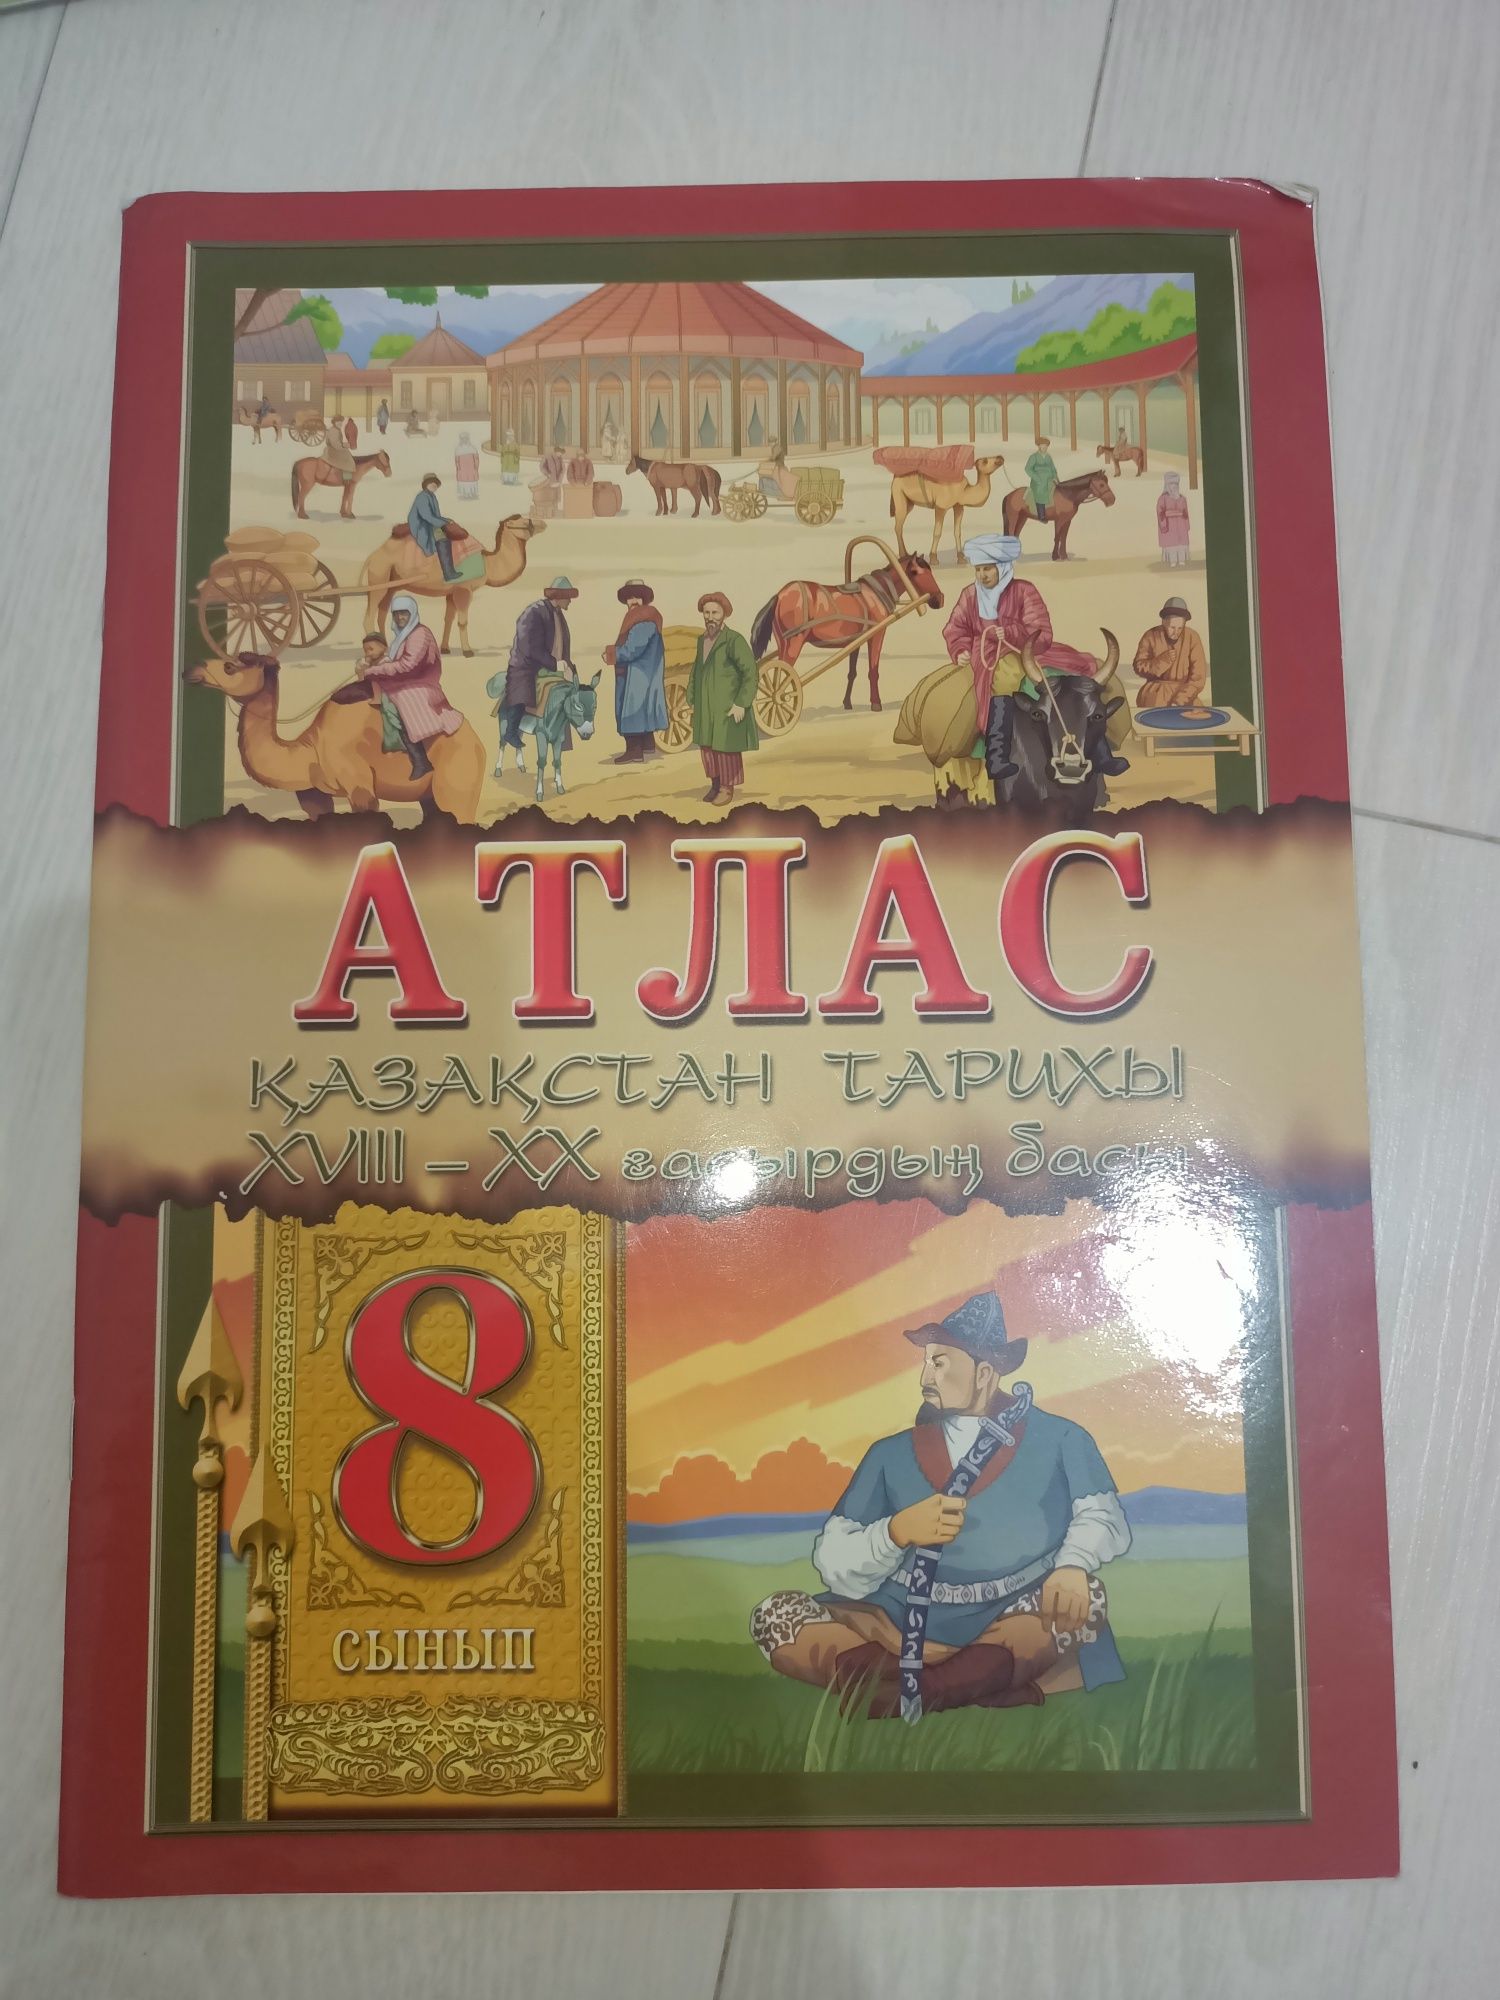 АТЛАС
ҚАЗАҚСТАН ТАРИХЫ
XVIII – XX ғасырдың басы
8
СЫНЫП